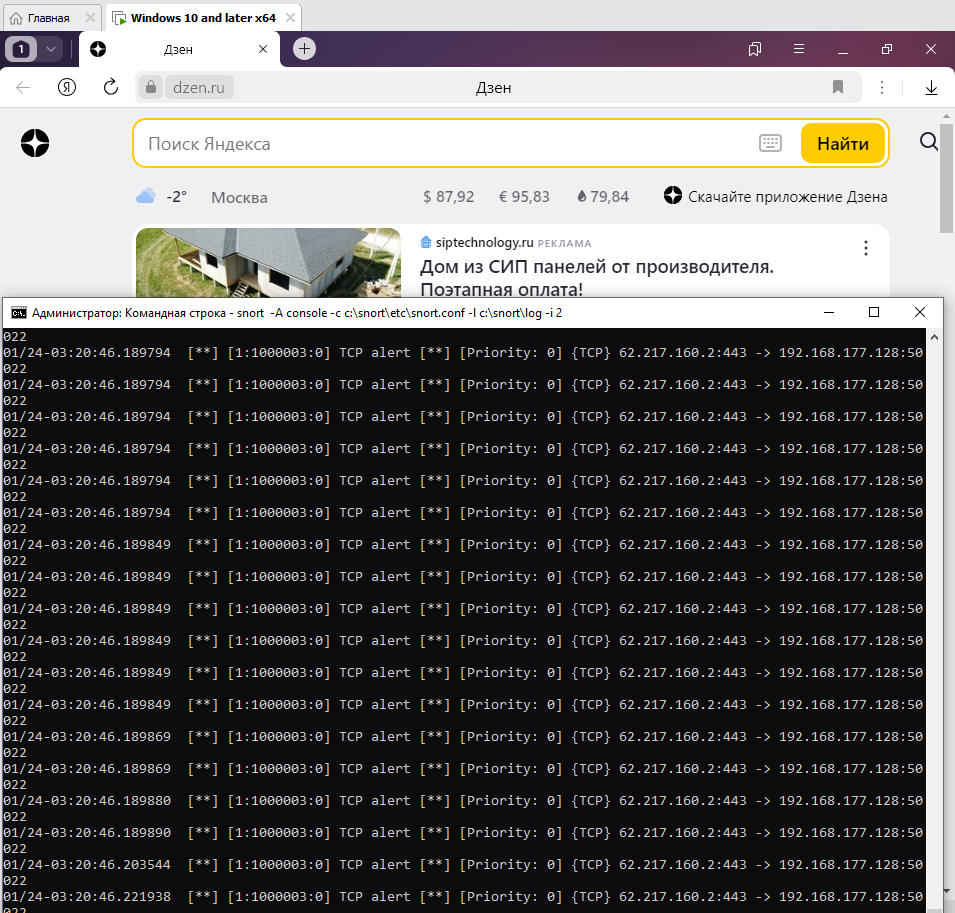 Главная
Windows 10 and later x64
1
Дзен
Я
dzen.ru
Дзен
Поиск Яндекса
Найти
-2°
Москва
$ 87,92
€ 95,83
79,84
Скачайте приложение Дзена
siptechnology.ru РЕКЛАМА
Дом из СИП панелей от производителя.
Поэтапная оплата!
Администратор: Командная строка - snort -A console -c c:\snort\etc\snort.conf -l c:\snort\log -i 2
022
01/24-03:20:46.189794 [**] [1:1000003:0] TCP alert [**] [Priority: 0] {TCP} 62.217.160.2:443 -> 192.168.177.128:50
022
01/24-03:20:46.189794 [**] [1:1000003:0] TCP alert [**] [Priority: 0] {TCP} 62.217.160.2:443 -> 192.168.177.128:50
022
01/24-03:20:46.189794 [**] [1:1000003:0] TCP alert [**] [Priority: 0] {TCP} 62.217.160.2:443 -> 192.168.177.128:50
022
01/24-03:20:46.189794 [**] [1:1000003:0] TCP alert [**] [Priority: 0] {TCP} 62.217.160.2:443 -> 192.168.177.128:50
022
01/24-03:20:46.189794 [**] [1:1000003:0] TCP alert [**] [Priority: 0] {TCP} 62.217.160.2:443 -> 192.168.177.128:50
022
01/24-03:20:46.189794 [**] [1:1000003:0] TCP alert [**] [Priority: 0] {TCP} 62.217.160.2:443 -> 192.168.177.128:50
022
01/24-03:20:46.189849 [**] [1:1000003:0] TCP alert [**] [Priority: 0] {TCP} 62.217.160.2:443 -> 192.168.177.128:50
022
01/24-03:20:46.189849 [**] [1:1000003:0] TCP alert [**] [Priority: 0] {TCP} 62.217.160.2:443 -> 192.168.177.128:50
022
01/24-03:20:46.189849 [**] [1:1000003:0] TCP alert [**] [Priority: 0] {TCP} 62.217.160.2:443 -> 192.168.177.128:50
022
01/24-03:20:46.189849 [**] [1:1000003:0] TCP alert [**] [Priority: 0] {TCP} 62.217.160.2:443 -> 192.168.177.128:50
022
01/24-03:20:46.189849 [**] [1:1000003:0] TCP alert [**] [Priority: 0] {TCP} 62.217.160.2:443 -> 192.168.177.128:50
022
01/24-03:20:46.189849 [**] [1:1000003:0] TCP alert [**] [Priority: 0] {TCP} 62.217.160.2:443 -> 192.168.177.128:50
022
01/24-03:20:46.189869 [**] [1:1000003:0] TCP alert [**] [Priority: 0] {TCP} 62.217.160.2:443 -> 192.168.177.128:50
022
01/24-03:20:46.189869 [**] [1:1000003:0] TCP alert [**] [Priority: 0] {TCP} 62.217.160.2:443 -> 192.168.177.128:50
022
01/24-03:20:46.189880 [**] [1:1000003:0] TCP alert [**] [Priority: 0] {TCP} 62.217.160.2:443 -> 192.168.177.128:50
022
01/24-03:20:46.189890 [**] [1:1000003:0] TCP alert [**] [Priority: 0] {TCP} 62.217.160.2:443 -> 192.168.177.128:50
022
01/24-03:20:46.203544 [**] [1:1000003:0] TCP alert [**] [Priority: 0] {TCP} 62.217.160.2:443 -> 192.168.177.128:50
022
01/24-03:20:46.221938 [**] [1:1000003:0] TCP alert [**] [Priority: 0] {TCP} 62.217.160.2:443 -> 192.168.177.128:50
022